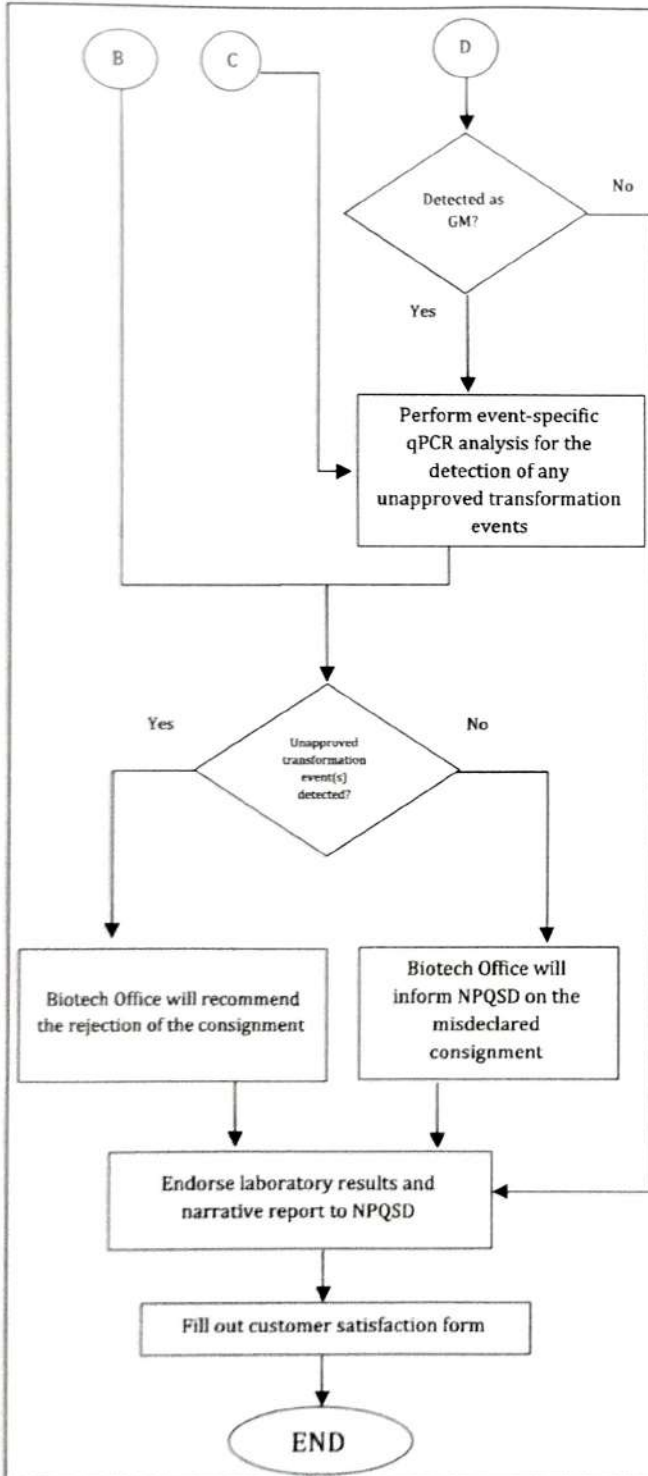 B
C
D
Detected as
GM?
No
Yes
Perform event-specific
qPCR analysis for the
detection of any
unapproved transformation
events
Yes
No
Unapproved
transformation
event(s)
detected?
Biotech Office will recommend
the rejection of the consignment
Biotech Office will
inform NPQSD on the
misdeclared
consignment
Endorse laboratory results and
narrative report to NPQSD
Fill out customer satisfaction form
END